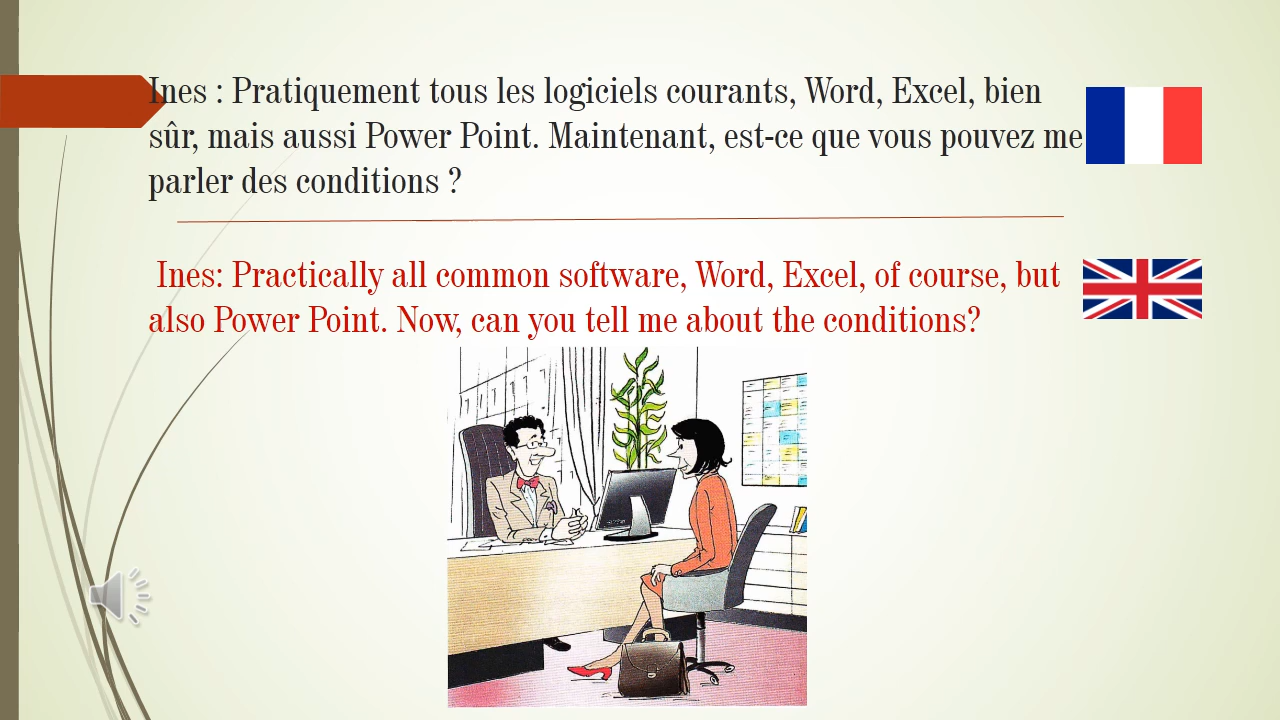 Ines : Pratiquement tous les logiciels courants, Word, Excel, bien
sûr, mais aussi Power Point. Maintenant, est-ce que vous pouvez me
parler des conditions ?
Ines: Practically all common software, Word, Excel, of course, but
also Power Point. Now, can you tell me about the conditions?